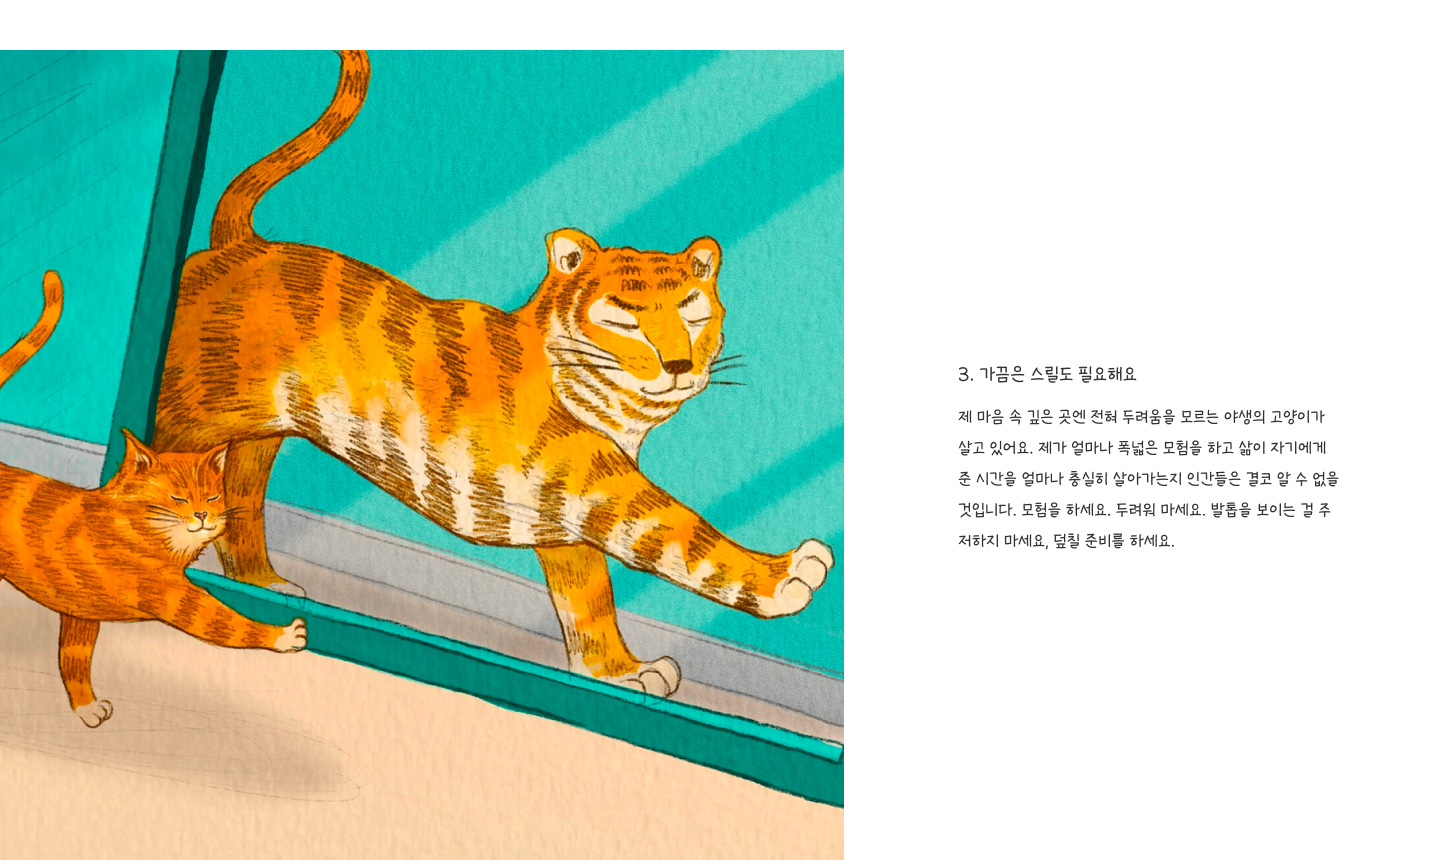 3. 가끔은 스릴도 필요해요
제 마음 속 깊은 곳엔 전혀 두려움을 모르는 야생의 고양이가
살고 있어요. 제가 얼마나 폭넓은 모험을 하고 삶이 자기에게
준 시간을 얼마나 충실히 살아가는지 인간들은 결코 알 수 없을
것입니다. 모험을 하세요. 두려워 마세요. 발톱을 보이는 걸 주
저하지 마세요, 덮칠 준비를 하세요.